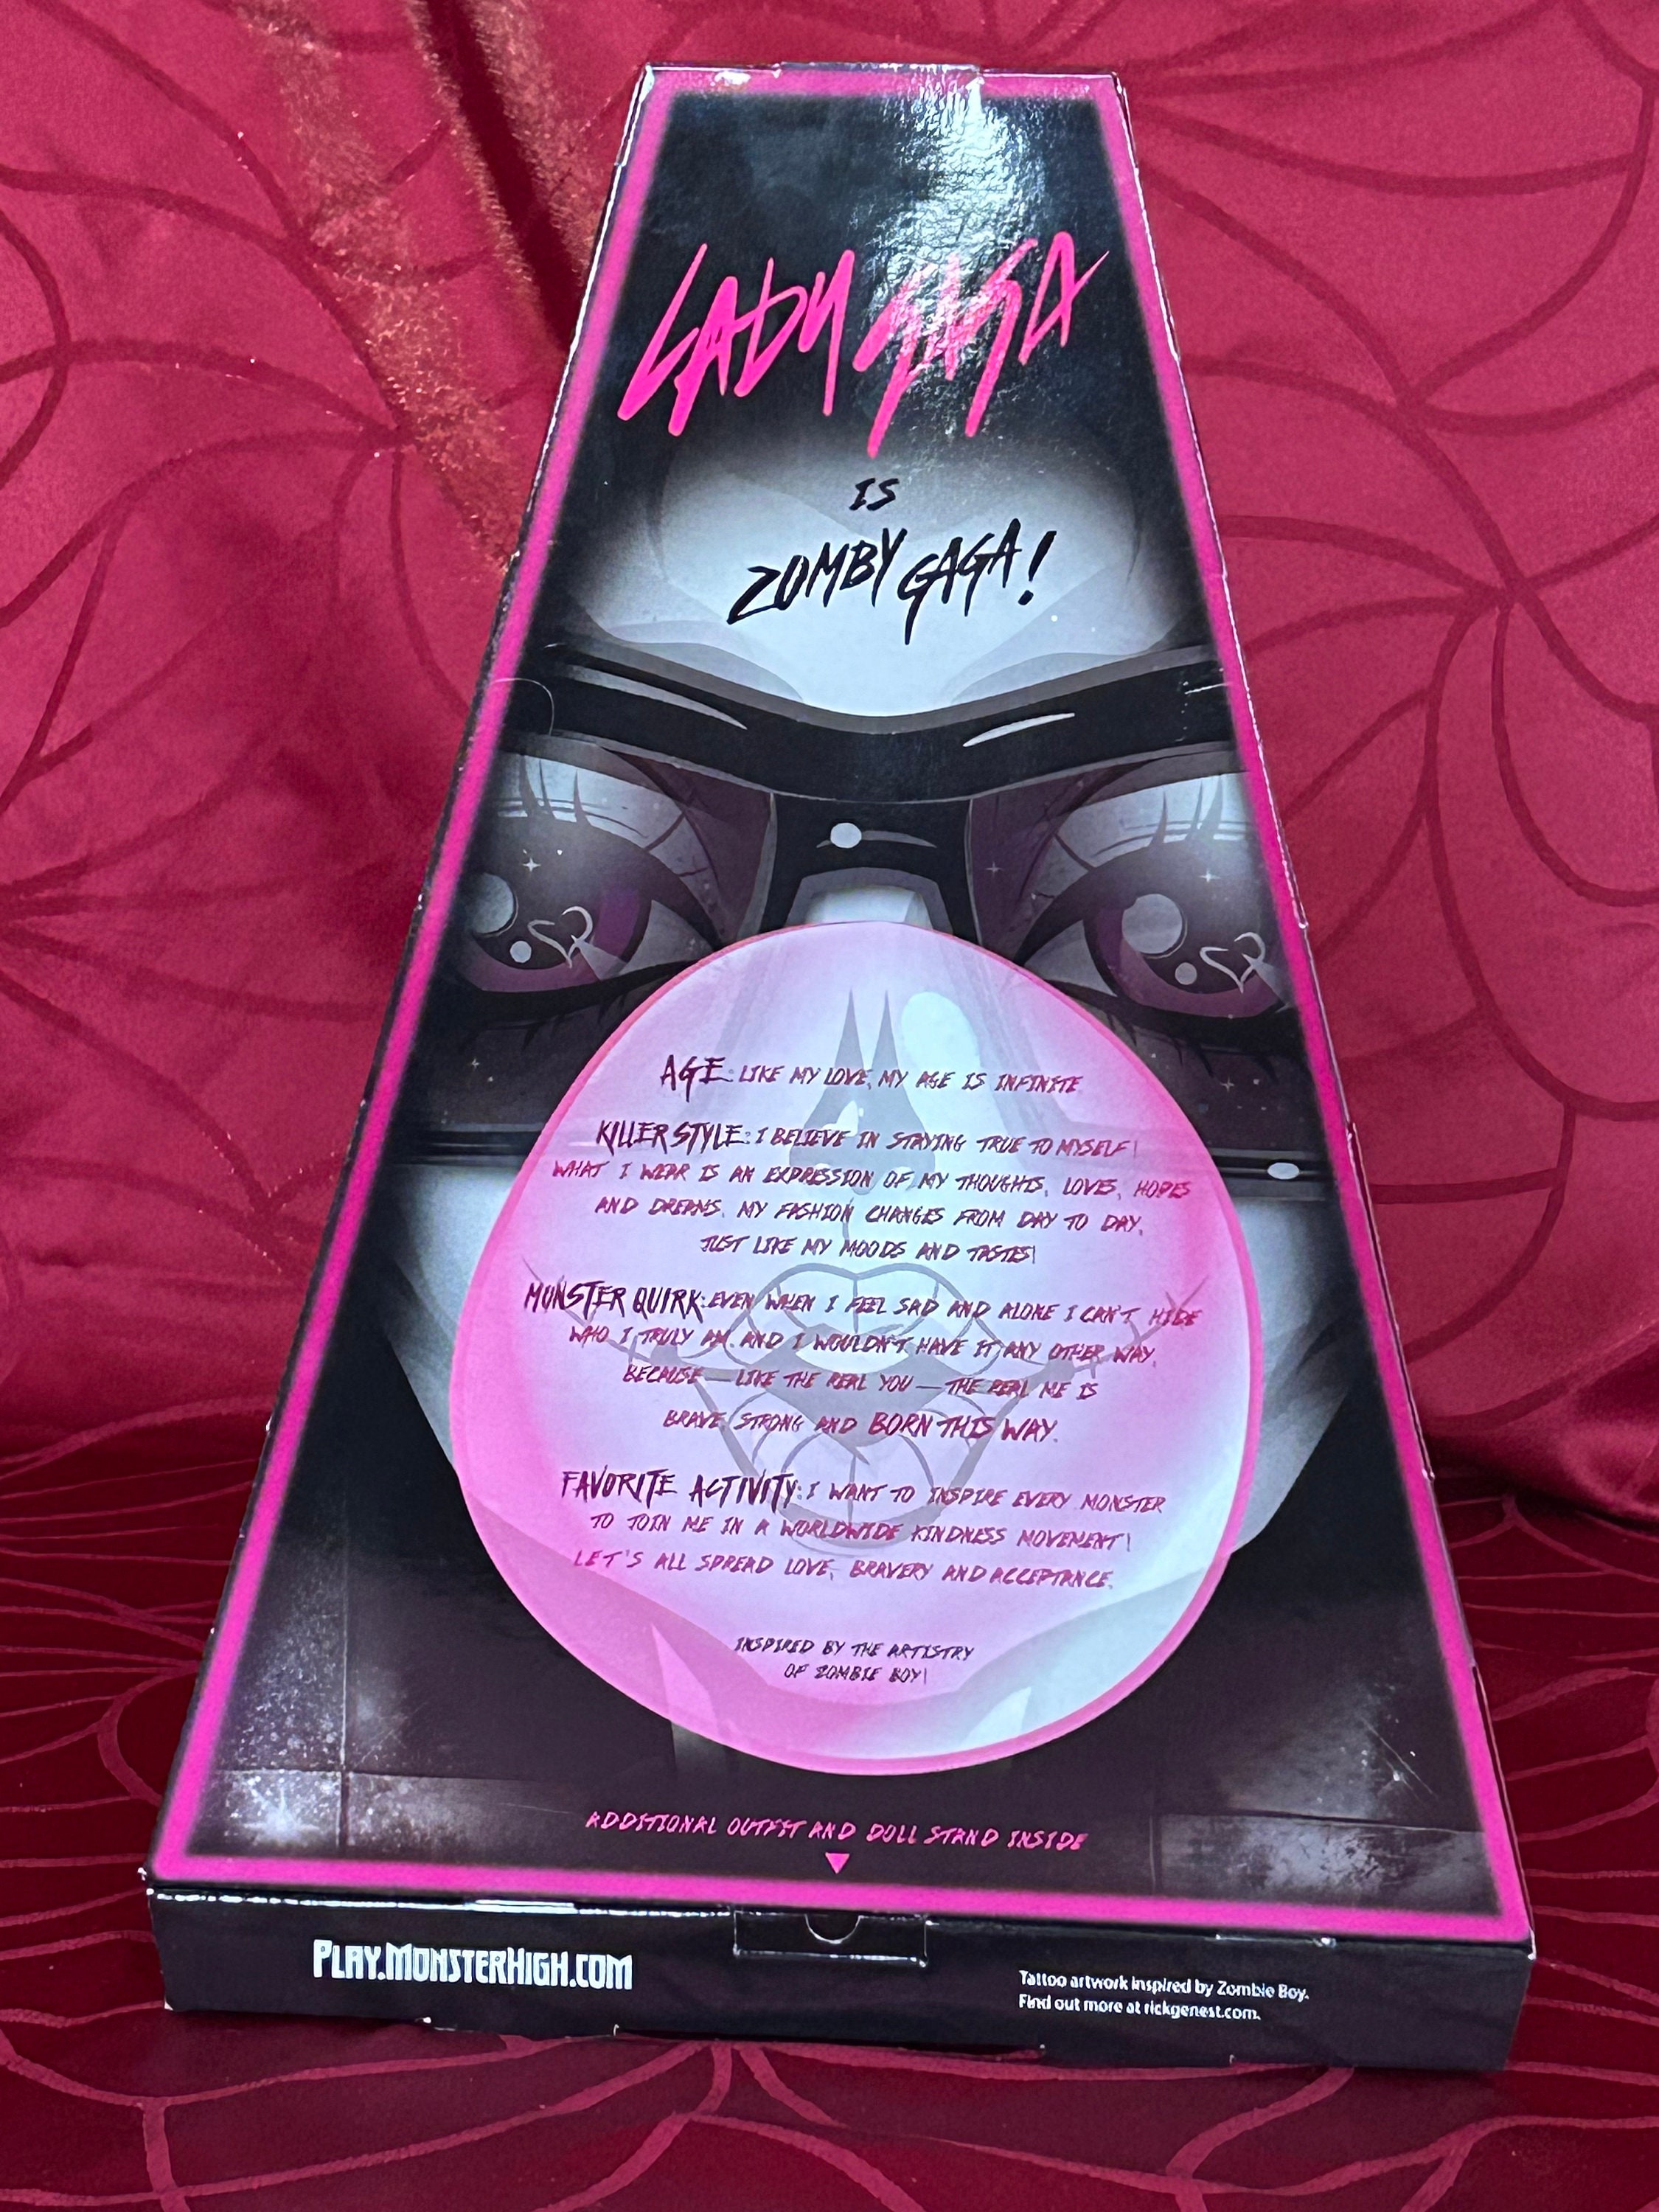 LADY GAGA
IS
ZOMBY GAGA!
AGE: LIKE MY LOVE, MY AGE IS INFINITE
KILLER STYLE: I BELIEVE IN STAYING TRUE TO MYSELF!
WHAT I WEAR IS AN EXPRESSION OF MY THOUGHTS, LOVES, HOPES
AND DREAMS. MY FASHION CHANGES FROM DAY TO DAY,
JUST LIKE MY MOODS AND TASTES!
MONSTER QUIRK: EVEN WHEN I FEEL SAD AND ALONE I CAN'T HIDE
WHO I TRULY AM. AND I WOULDN'T HAVE IT ANY OTHER WAY,
BECAUSE — LIKE THE REAL YOU — THE REAL ME IS
BRAVE, STRONG AND BORN THIS WAY.
FAVORITE ACTIVITY: I WANT TO INSPIRE EVERY MONSTER
TO JOIN ME IN A WORLDWIDE KINDNESS MOVEMENT!
LET'S ALL SPREAD LOVE, BRAVERY AND ACCEPTANCE.
INSPIRED BY THE ARTISTRY
OF ZOMBIE BOY!
ADDITIONAL OUTFIT AND DOLL STAND INSIDE
PLAY.MONSTERHIGH.COM
Tattoo artwork inspired by Zombie Boy.
Find out more at rickgenest.com.